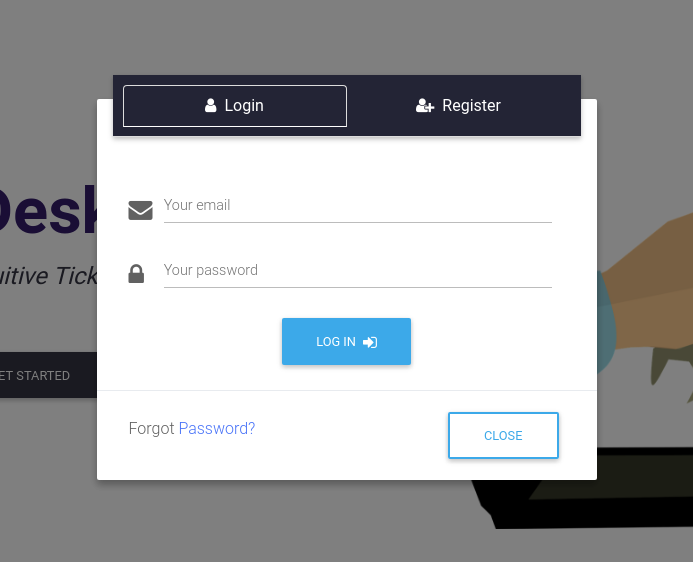 Login Register
Desk
Your email
uitive Tick
Your password
LOG IN
ET STARTED
Forgot Password?
CLOSE